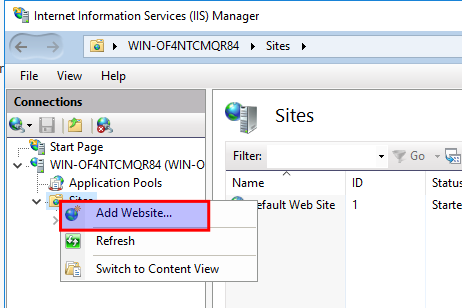 Internet Information Services (IIS) Manager
WIN-OF4NTCMQR84 Sites
File View Help
Connections
Start Page
WIN-OF4NTCMQR84 (WIN-O
Application Pools
Sites
Add Website...
Refresh
Switch to Content View
Sites
Filter: Go
Name ID Status
efault Web Site 1 Starte